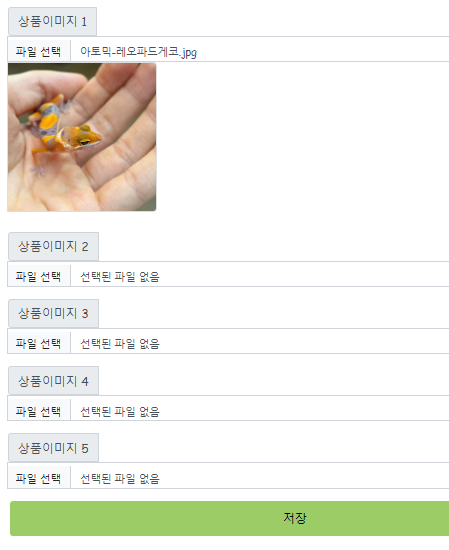 상품이미지 1
파일 선택 아토믹-레오파드게코.jpg
상품이미지 2
파일 선택 선택된 파일 없음
상품이미지 3
파일 선택 선택된 파일 없음
상품이미지 4
파일 선택 선택된 파일 없음
상품이미지 5
파일 선택 선택된 파일 없음
저장